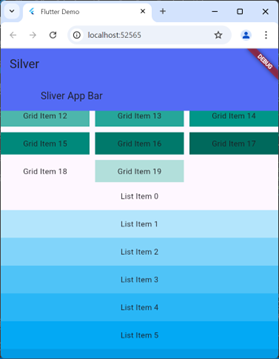 Flutter Demo
localhost:52565
Silver
DEBUG
Sliver App Bar
Grid Item 12 Grid Item 13 Grid Item 14
Grid Item 15 Grid Item 16 Grid Item 17
Grid Item 18 Grid Item 19
List Item 0
List Item 1
List Item 2
List Item 3
List Item 4
List Item 5